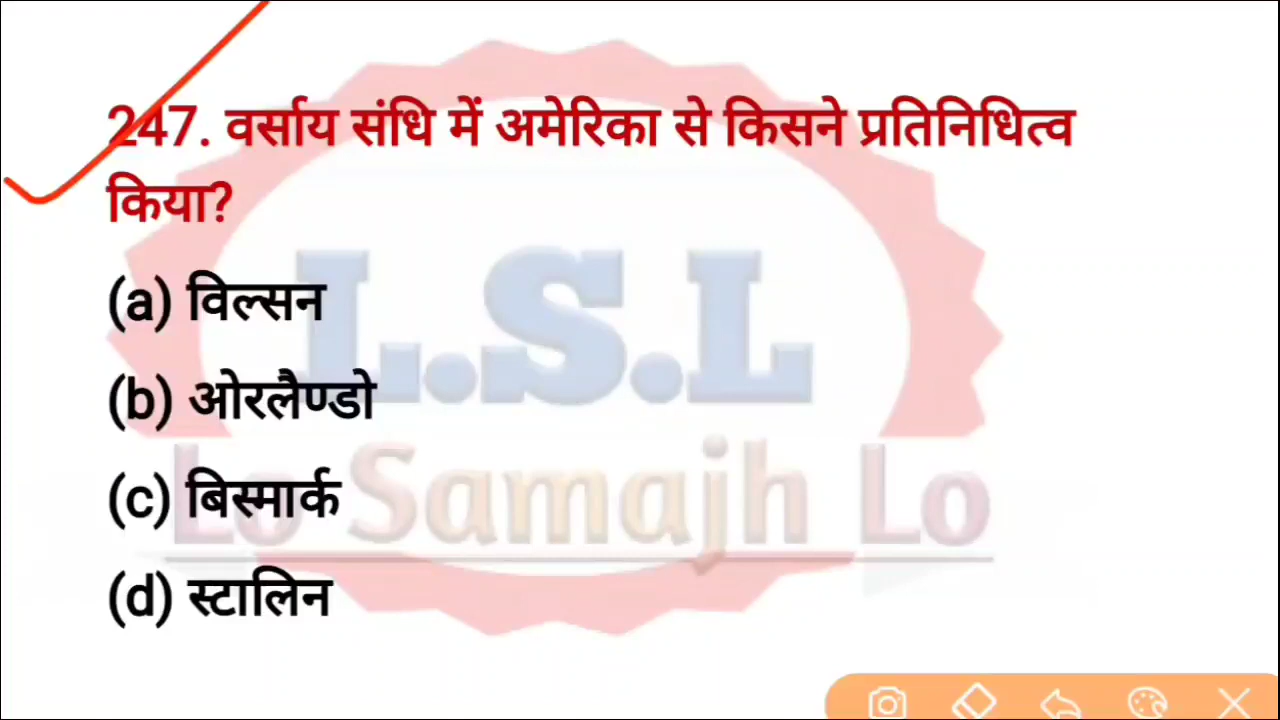 247. वर्साय संधि में अमेरिका से किसने प्रतिनिधित्व
किया?
(a) विल्सन
L.S.L
(b) ओरलैण्डो
(c) बिस्मार्क
Lo Samajh Lo
(d) स्टालिन